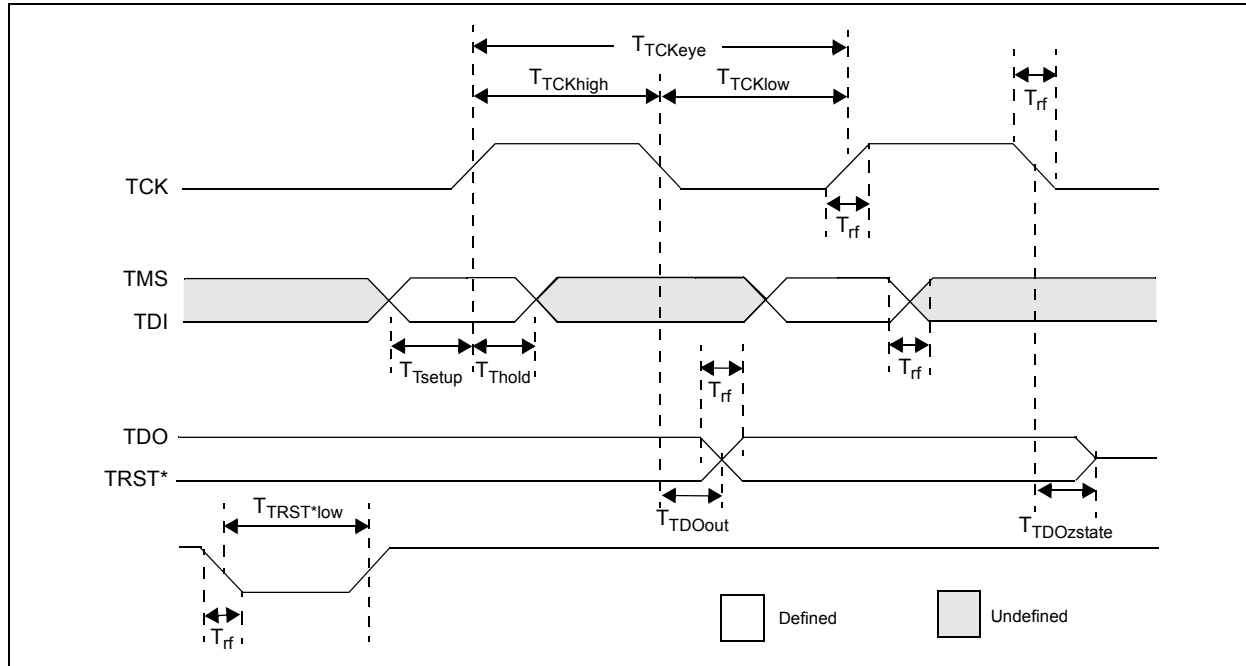 TTCKeye
TTCKhigh
TTCKlow
Trf
TCK
Trf
TMS
TDI
TTsetup
TThold
Trf
Trf
TDO
TRST*
TTRST*low
TTDOout
TTDOzstate
Trf
Defined
Undefined